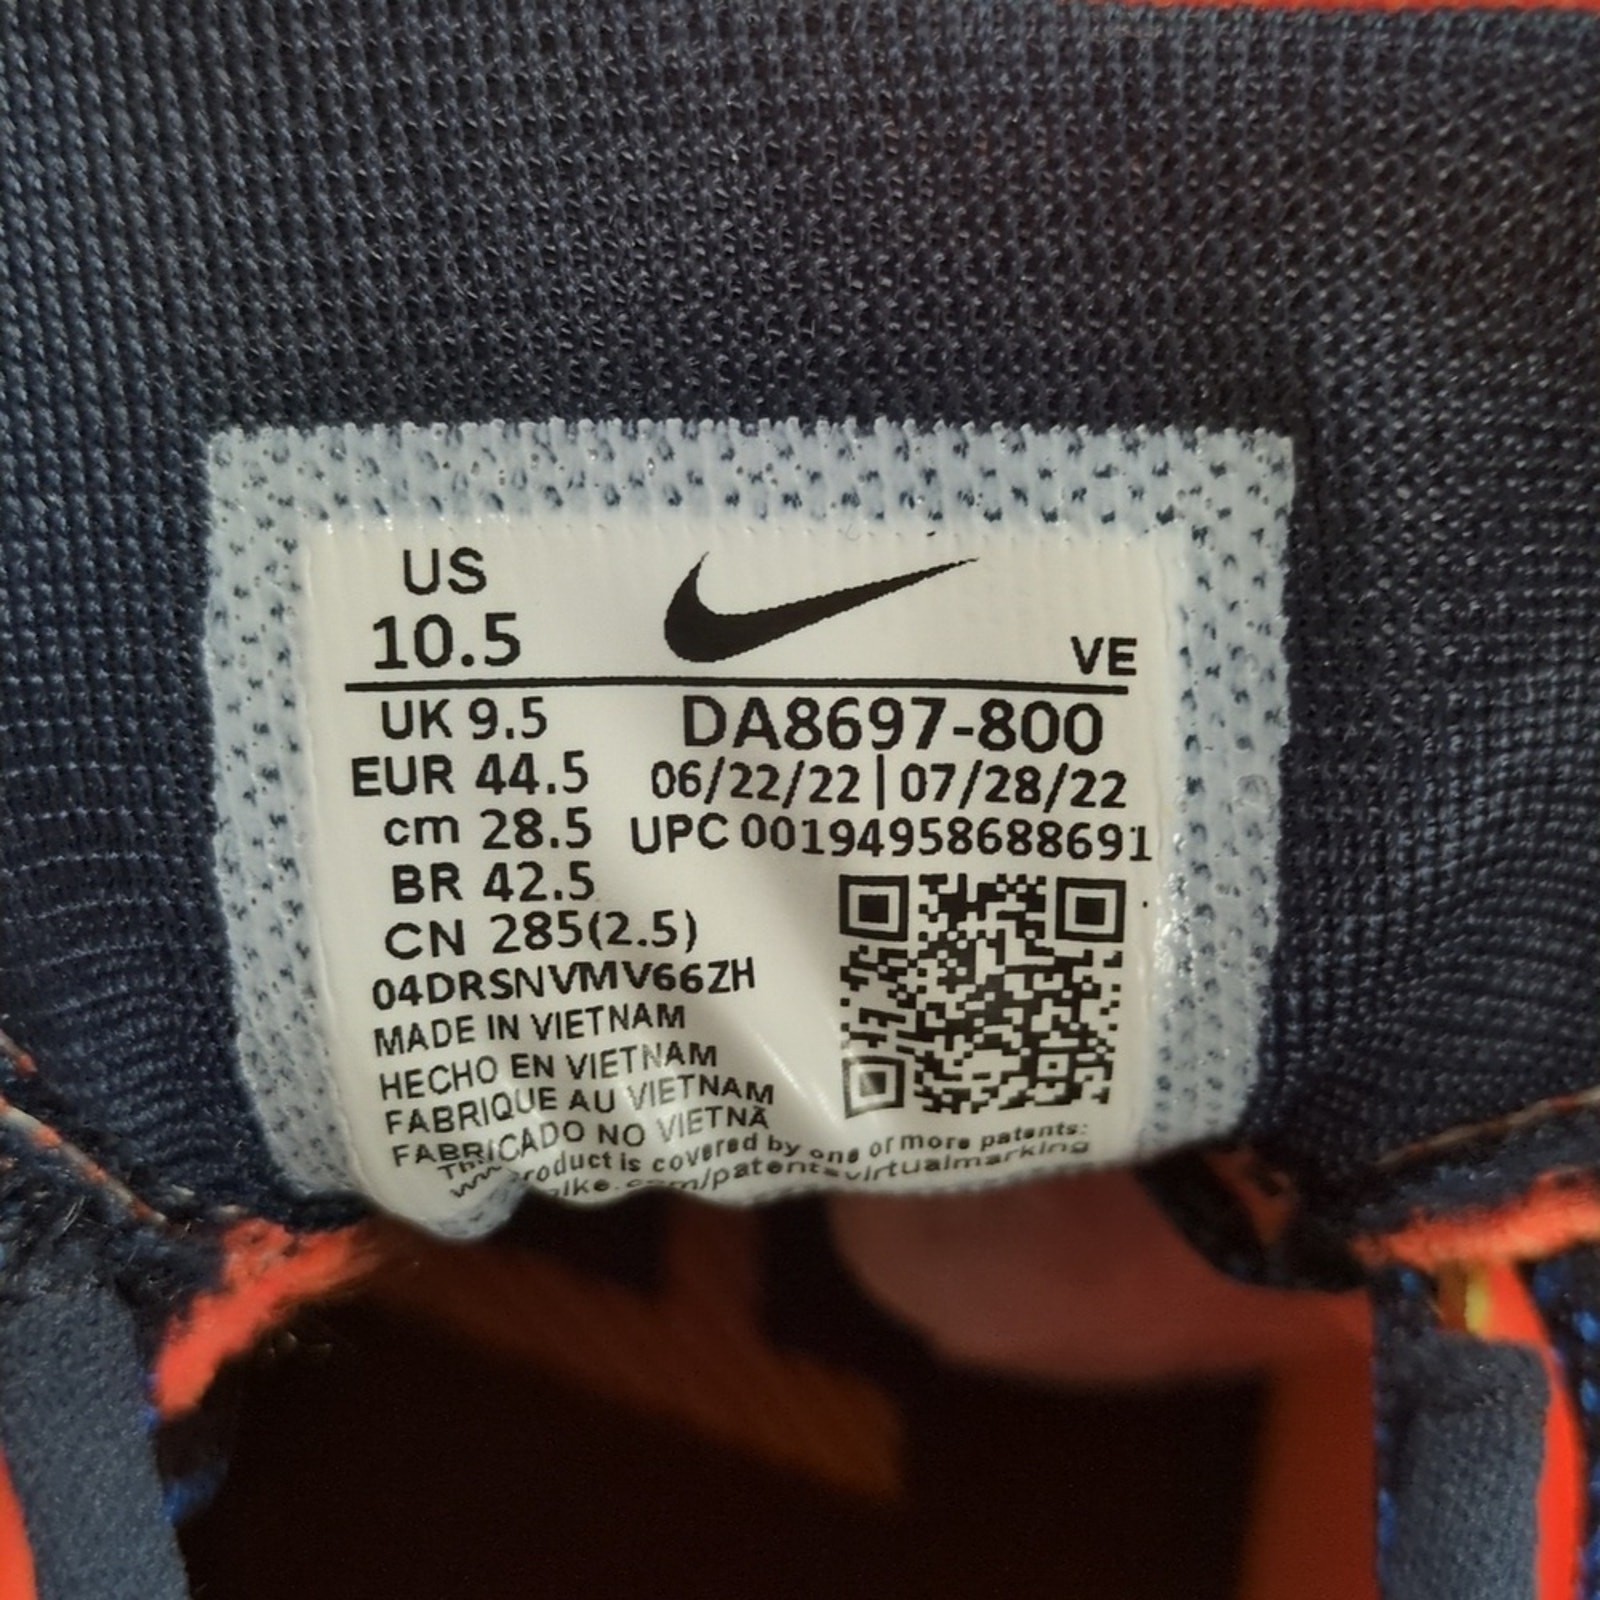 US
10.5
VE
UK 9.5
DA8697-800
EUR 44.5
06/22/22 | 07/28/22
cm 28.5
UPC 00194958688691
BR 42.5
CN 285(2.5)
04DRSNVMV66ZH
MADE IN VIETNAM
HECHO EN VIETNAM
FABRIQUE AU VIETNAM
FABRICADO NO VIETNÃ
is covered by one of more patents: